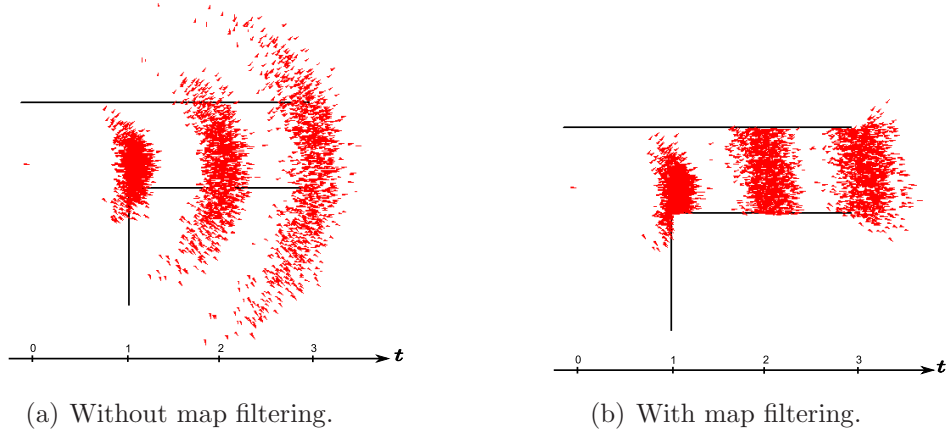 0 1 2 3 t
0 1 2 3 t
(a) Without map filtering.
(b) With map filtering.